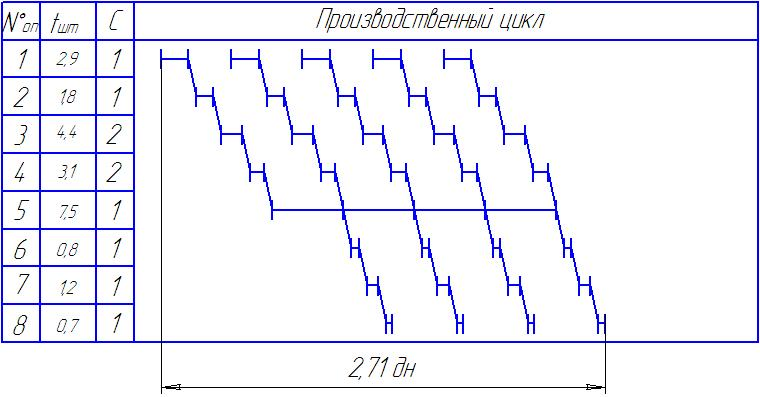 N°оп tшт С Производственный цикл
1 2,9 1
2 1,8 1
3 4,4 2
4 3,1 2
5 7,5 1
6 0,8 1
7 1,2 1
8 0,7 1
2,71 дн